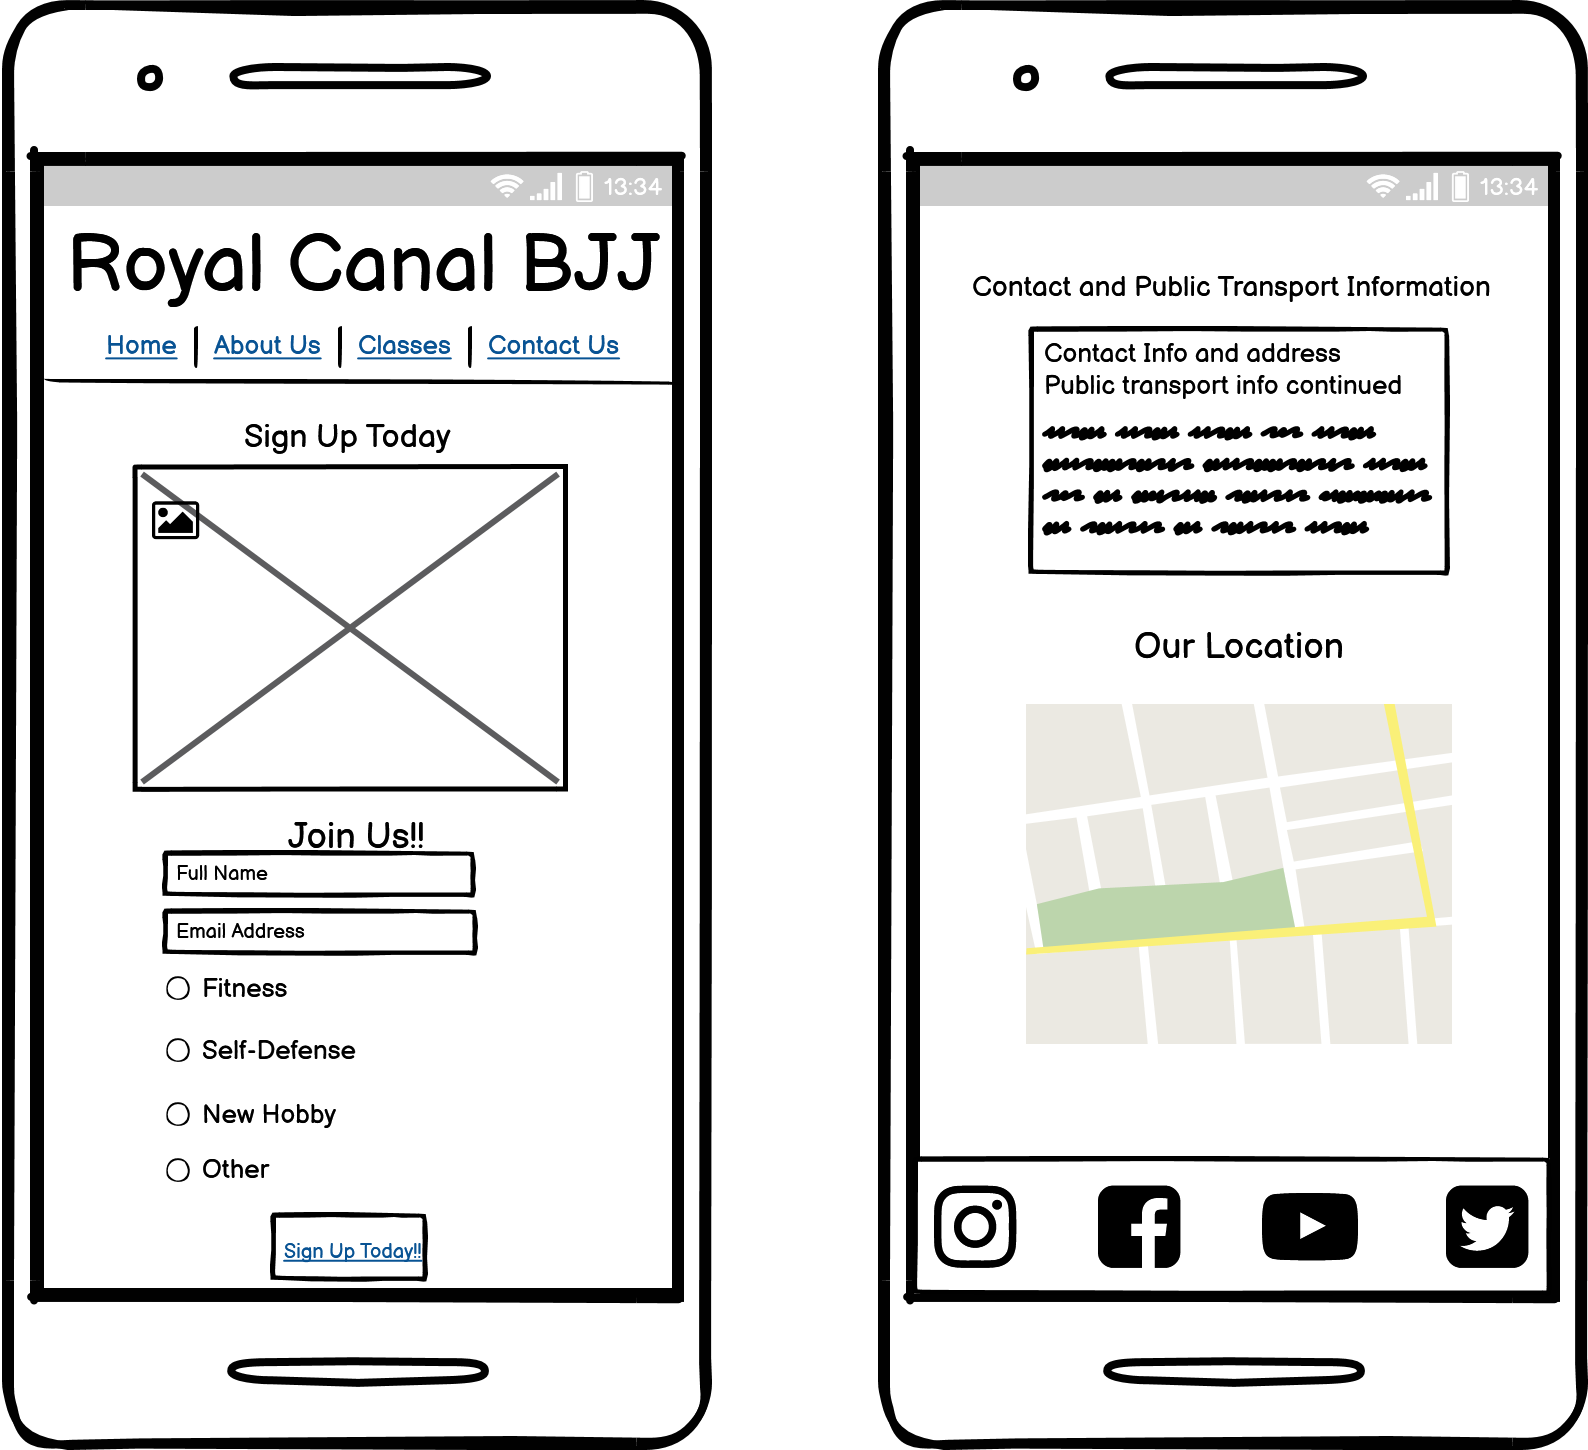 13:34
Royal Canal BJJ
Home About Us Classes Contact Us
Sign Up Today
Join Us!!
Full Name
Email Address
Fitness
Self-Defense
New Hobby
Other
Sign Up Today!!
13:34
Contact and Public Transport Information
Contact Info and address
Public transport info continued
Our Location